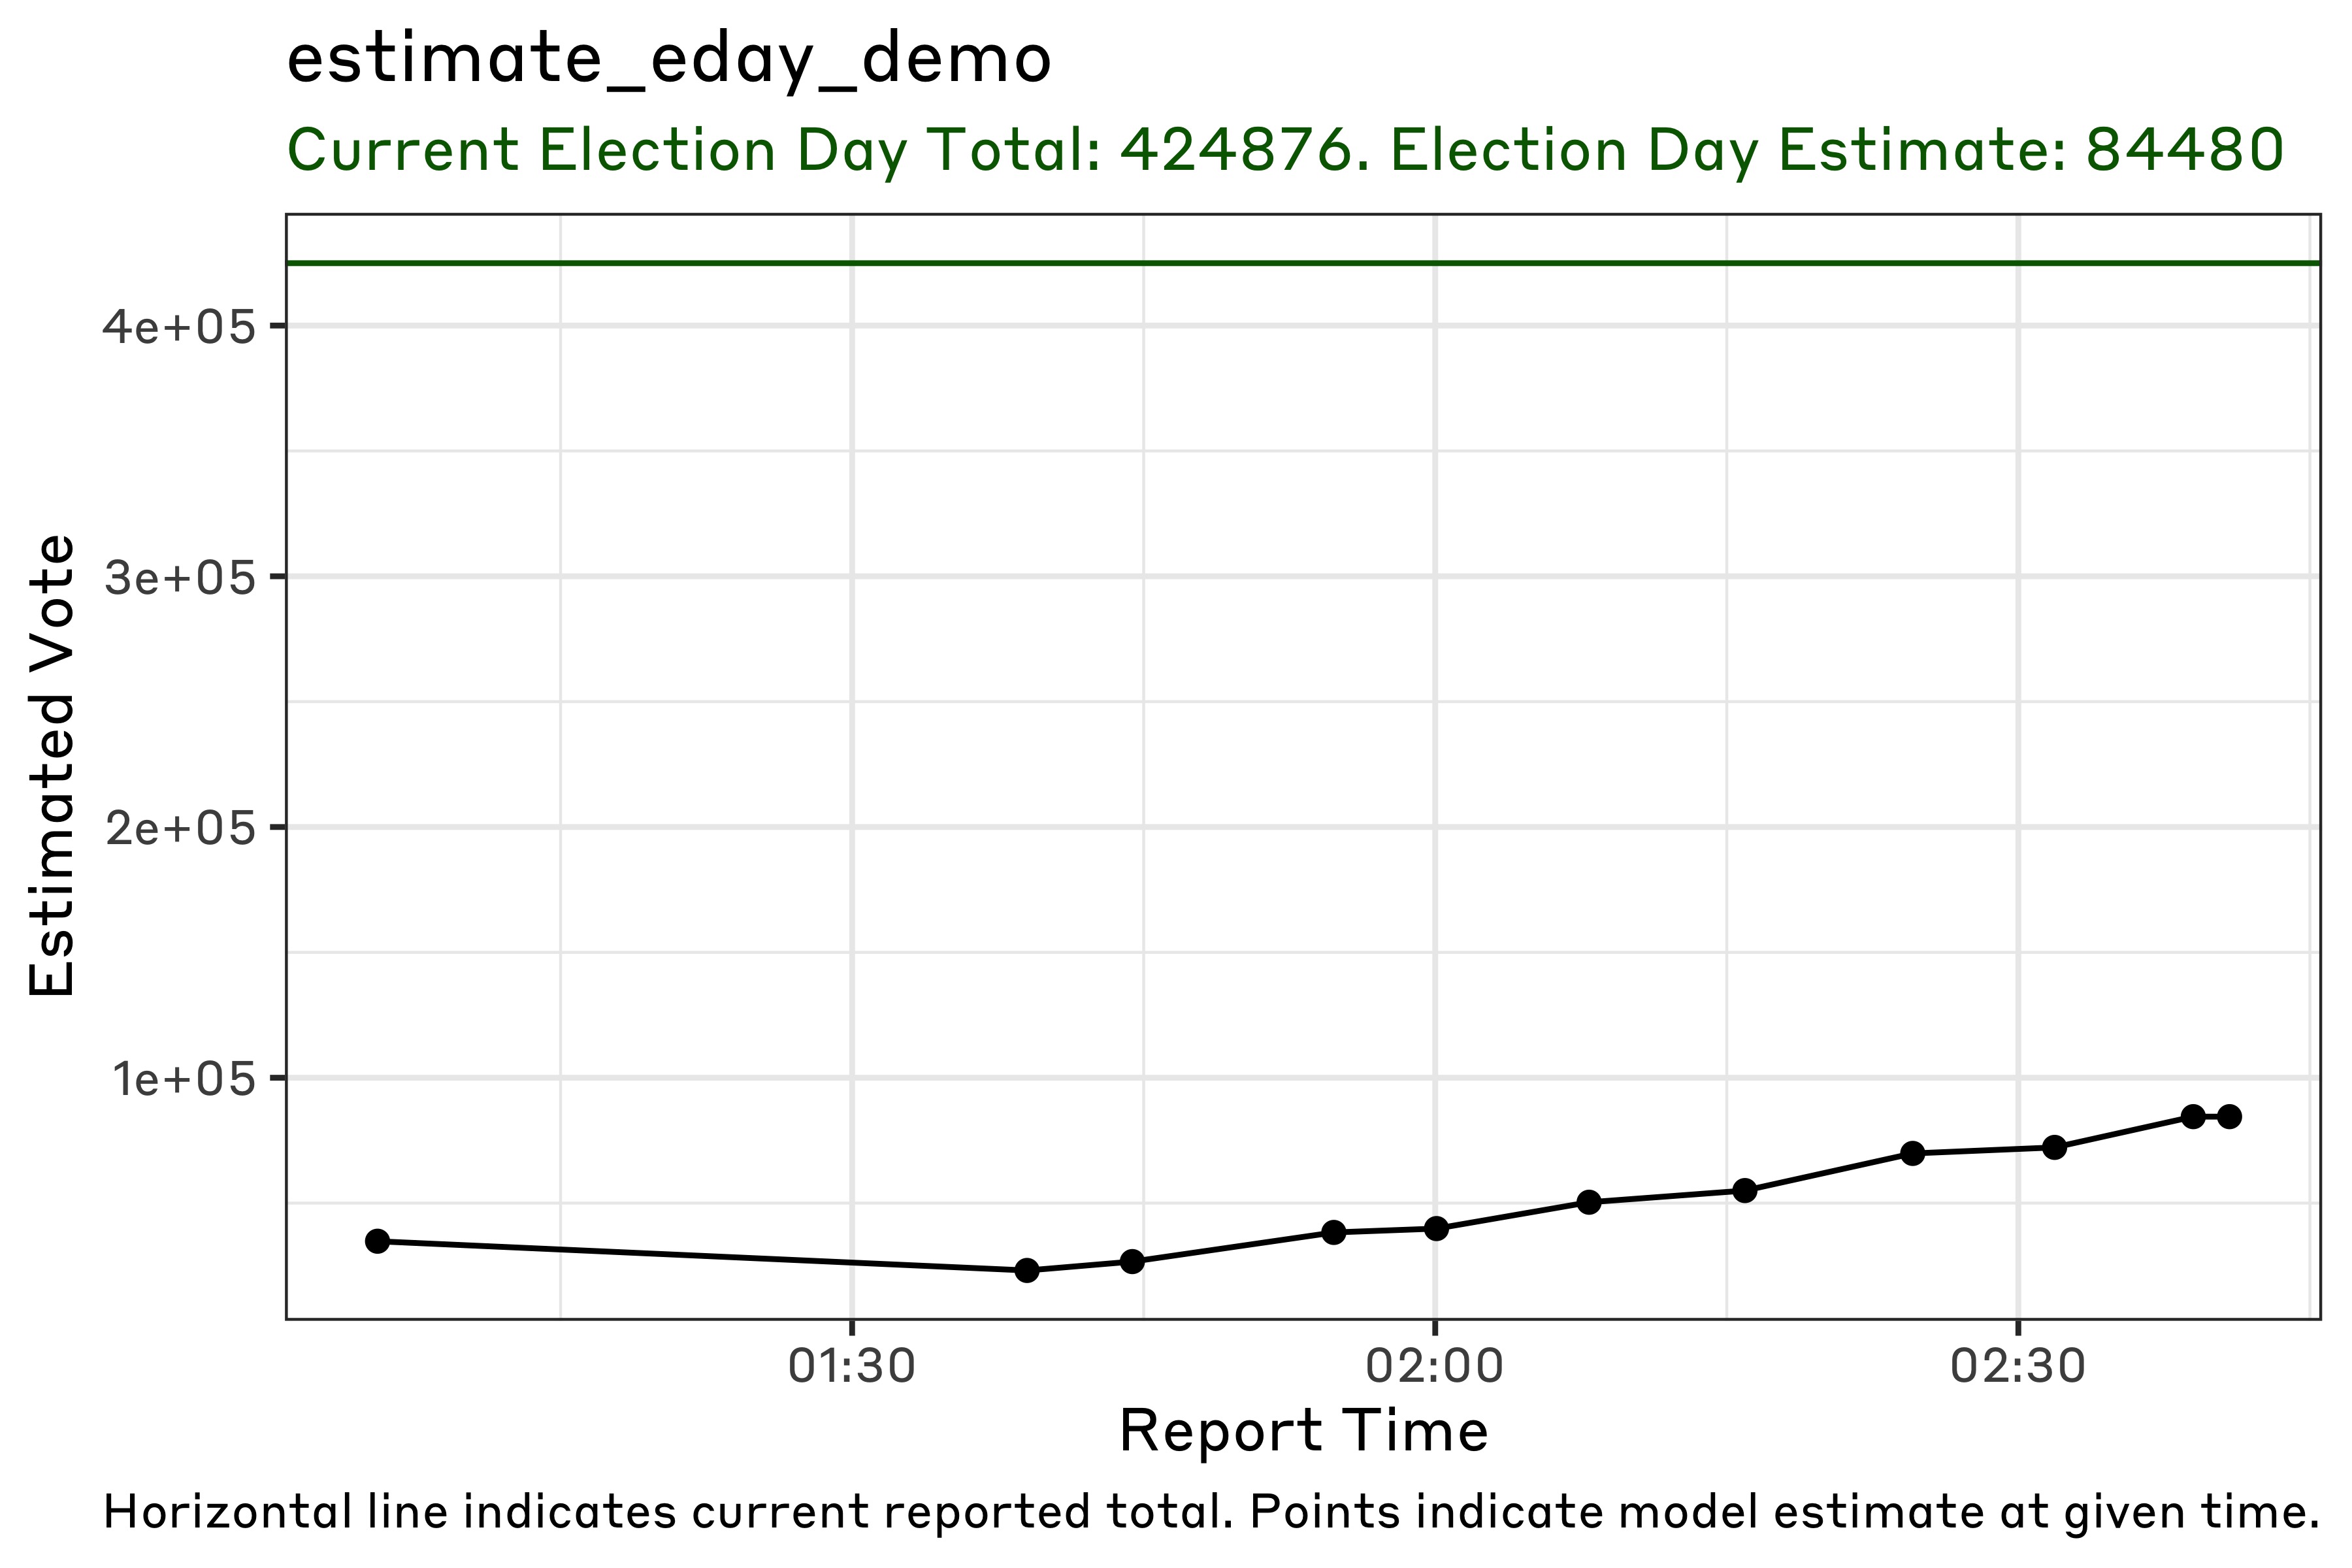 estimate_eday_demo
Current Election Day Total: 424876. Election Day Estimate: 84480
Estimated Vote
4e+05
3e+05
2e+05
1e+05
01:30 02:00 02:30
Report Time
Horizontal line indicates current reported total. Points indicate model estimate at given time.